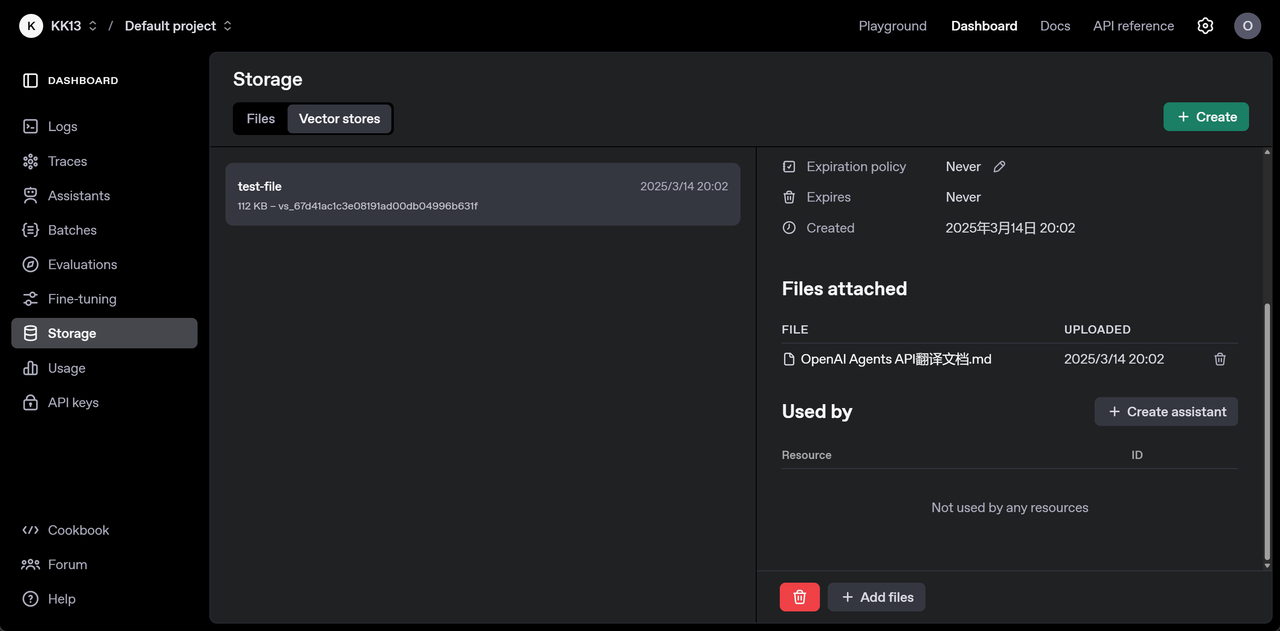 K KK13 / Default project Playground Dashboard Docs API reference O
DASHBOARD
Logs
Traces
Assistants
Batches
Evaluations
Fine-tuning
Storage
Usage
API keys
Cookbook
Forum
Help
Storage
Files Vector stores
+ Create
test-file 2025/3/14 20:02
112 KB – vs_67d41ac1c3e08191ad00db04996b631f
Expiration policy Never
Expires Never
Created 2025年3月14日 20:02
Files attached
FILE UPLOADED
OpenAI Agents API翻译文档.md 2025/3/14 20:02
Used by + Create assistant
Resource ID
Not used by any resources
+ Add files